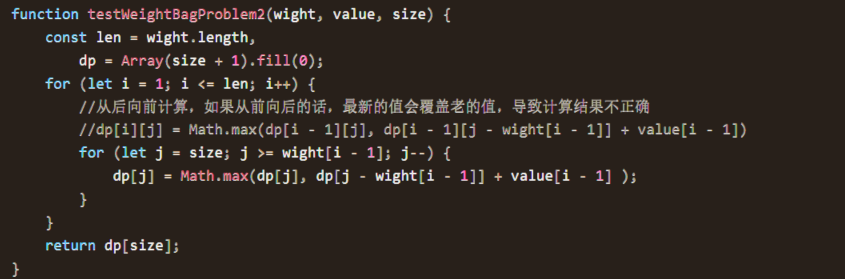 function testWeightBagProblem2(wight, value, size) {
    const len = wight.length,
        dp = Array(size + 1).fill(0);
    for (let i = 1; i <= len; i++) {
        //从后向前计算，如果从前向后的话，最新的值会覆盖老的值，导致计算结果不正确
        //dp[i][j] = Math.max(dp[i - 1][j], dp[i - 1][j - wight[i - 1]] + value[i - 1])
        for (let j = size; j >= wight[i - 1]; j--) {
            dp[j] = Math.max(dp[j], dp[j - wight[i - 1]] + value[i - 1] );
        }
    }
    return dp[size];
}